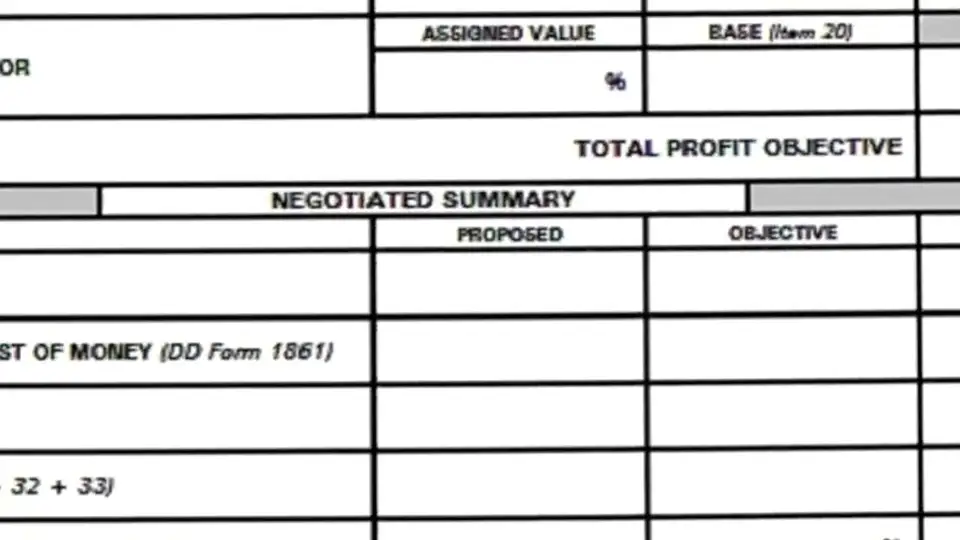 ASSIGNED VALUE BASE (Item 20)
OR
%
TOTAL PROFIT OBJECTIVE
NEGOTIATED SUMMARY
PROPOSED OBJECTIVE
ST OF MONEY (DD Form 1861)
32 + 33)